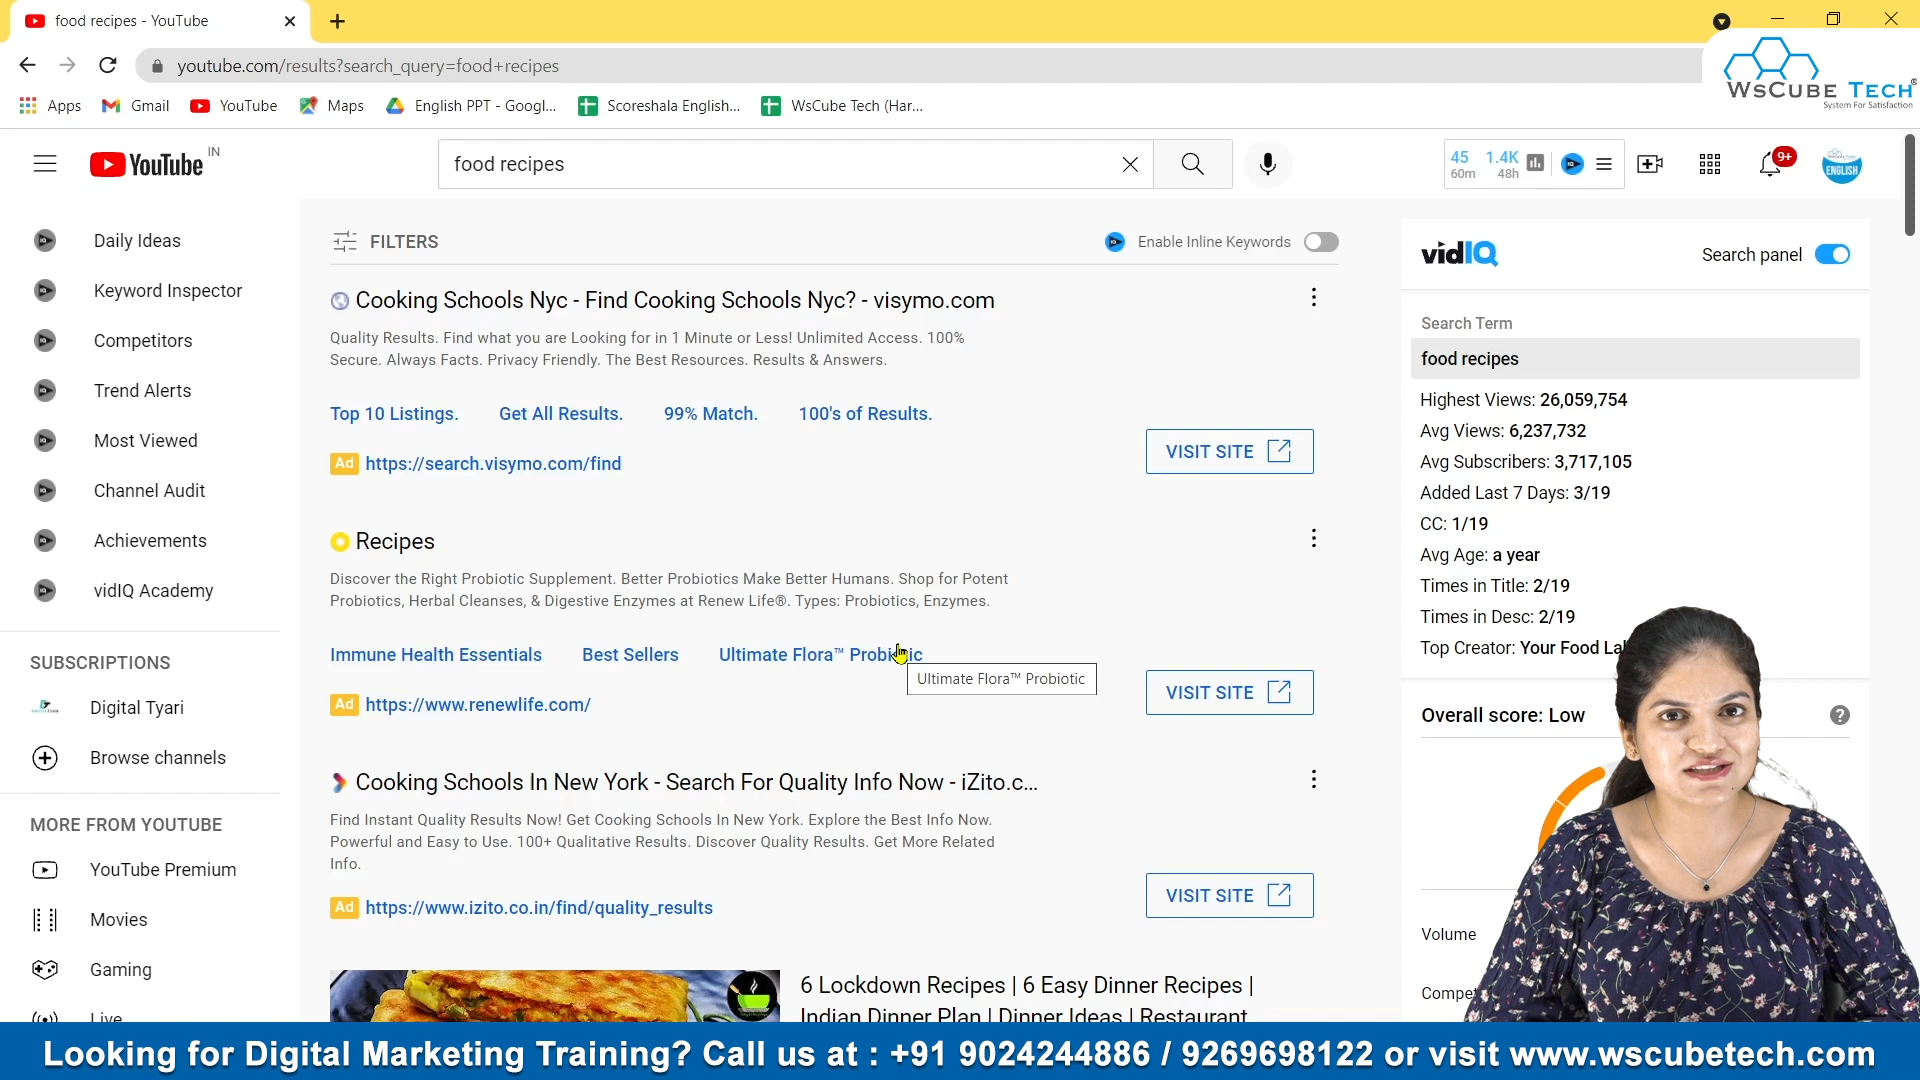 food recipes - YouTube
youtube.com/results?search_query=food+recipes
WsCube Tech®
System For Satisfaction
Apps Gmail YouTube Maps English PPT - Googl... Scoreshala English... WsCube Tech (Har...
YouTube IN
food recipes
45 1.4K
60m 48h
9+
ENGLISH
Daily Ideas
Keyword Inspector
Competitors
Trend Alerts
Most Viewed
Channel Audit
Achievements
vidIQ Academy
SUBSCRIPTIONS
Digital Tyari
Browse channels
MORE FROM YOUTUBE
YouTube Premium
Movies
Gaming
Live
FILTERS
Enable Inline Keywords
Cooking Schools Nyc - Find Cooking Schools Nyc? - visymo.com
Quality Results. Find what you are Looking for in 1 Minute or Less! Unlimited Access. 100%
Secure. Always Facts. Privacy Friendly. The Best Resources. Results & Answers.
Top 10 Listings. Get All Results. 99% Match. 100's of Results.
Ad https://search.visymo.com/find
VISIT SITE
Recipes
Discover the Right Probiotic Supplement. Better Probiotics Make Better Humans. Shop for Potent
Probiotics, Herbal Cleanses, & Digestive Enzymes at Renew Life®. Types: Probiotics, Enzymes.
Immune Health Essentials Best Sellers Ultimate Flora™ Probiotic
Ultimate Flora™ Probiotic
Ad https://www.renewlife.com/
VISIT SITE
Cooking Schools In New York - Search For Quality Info Now - iZito.c...
Find Instant Quality Results Now! Get Cooking Schools In New York. Explore the Best Info Now.
Powerful and Easy to Use. 100+ Qualitative Results. Discover Quality Results. Get More Related
Info.
Ad https://www.izito.co.in/find/quality_results
VISIT SITE
6 Lockdown Recipes | 6 Easy Dinner Recipes |
Indian Dinner Plan | Dinner Ideas | Restaurant
vidIQ
Search panel
Search Term
food recipes
Highest Views: 26,059,754
Avg Views: 6,237,732
Avg Subscribers: 3,717,105
Added Last 7 Days: 3/19
CC: 1/19
Avg Age: a year
Times in Title: 2/19
Times in Desc: 2/19
Top Creator: Your Food La
Overall score: Low
Volume
Compet
Looking for Digital Marketing Training? Call us at : +91 9024244886 / 9269698122 or visit www.wscubetech.com